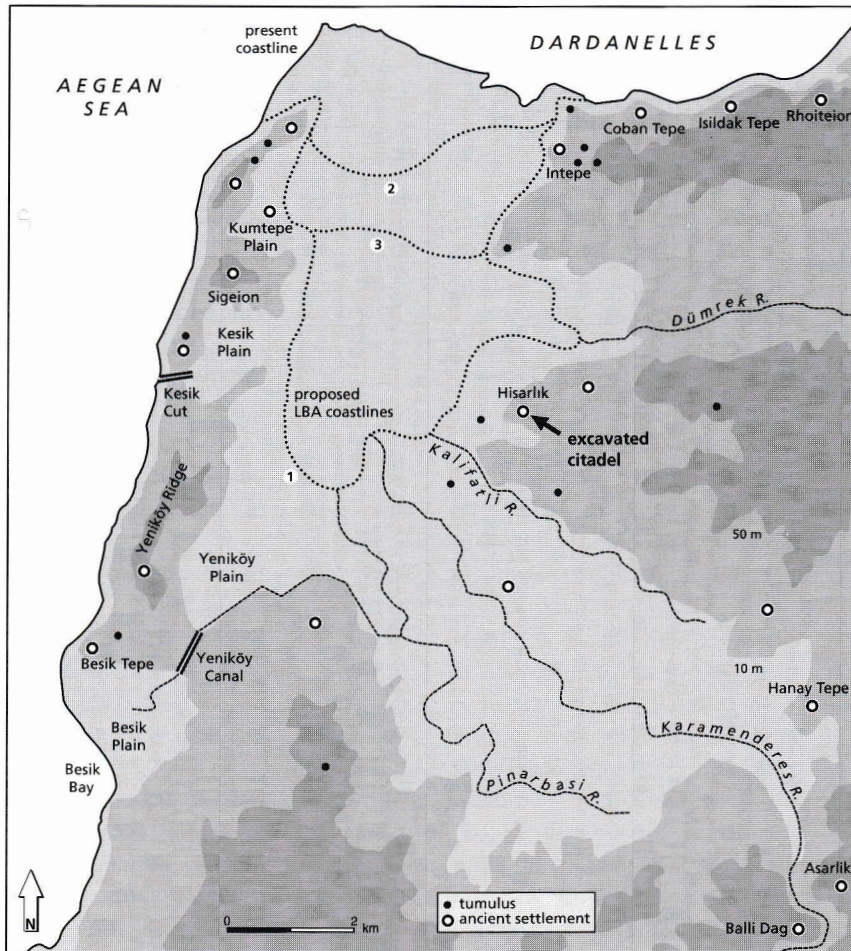 present
coastline
DARDANELLES
AEGEAN
SEA
Coban Tepe
Isildak Tepe
Rhoiteion
Intepe
2
Kumtepe
Plain
3
Sigeion
Dümrek R.
Kesik
Plain
Kesik
Cut
proposed
LBA coastlines
Hisarlık
excavated
citadel
Kalifatli R.
1
Yeniköy Ridge
50 m
Yeniköy
Plain
Besik Tepe
Yeniköy
Canal
10 m
Hanay Tepe
Besik
Plain
Karamenderes R.
Besik
Bay
Pinarbasi R.
Asarlik
N
0
2
km
tumulus
ancient settlement
Balli Dag